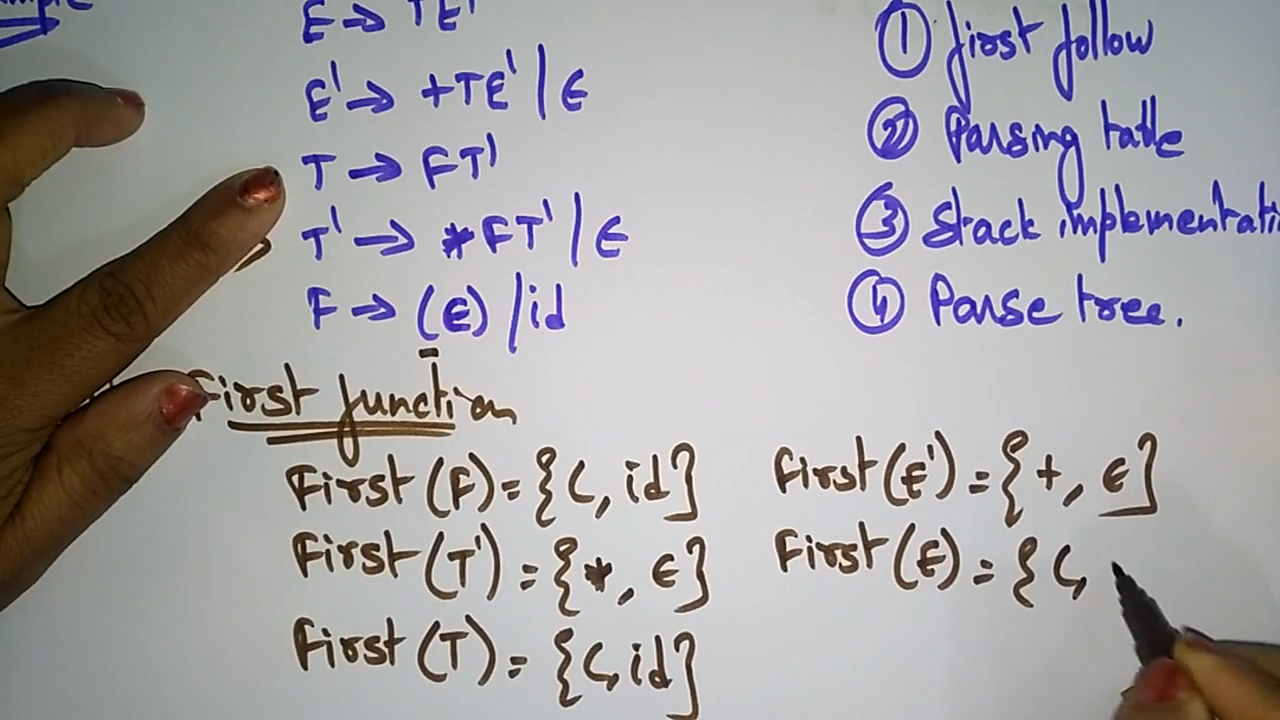 E → TE'
E' → +TE' | ϵ
T → FT'
T' → *FT' | ϵ
F → (E) / id
① first follow
② Parsing table
③ Stack implementati
④ Parse tree.
First function
First (F) = {(, id}
First (T') = {*, ϵ}
First (T) = {(, id}
First (E') = {+, ϵ}
First (E) = {(,